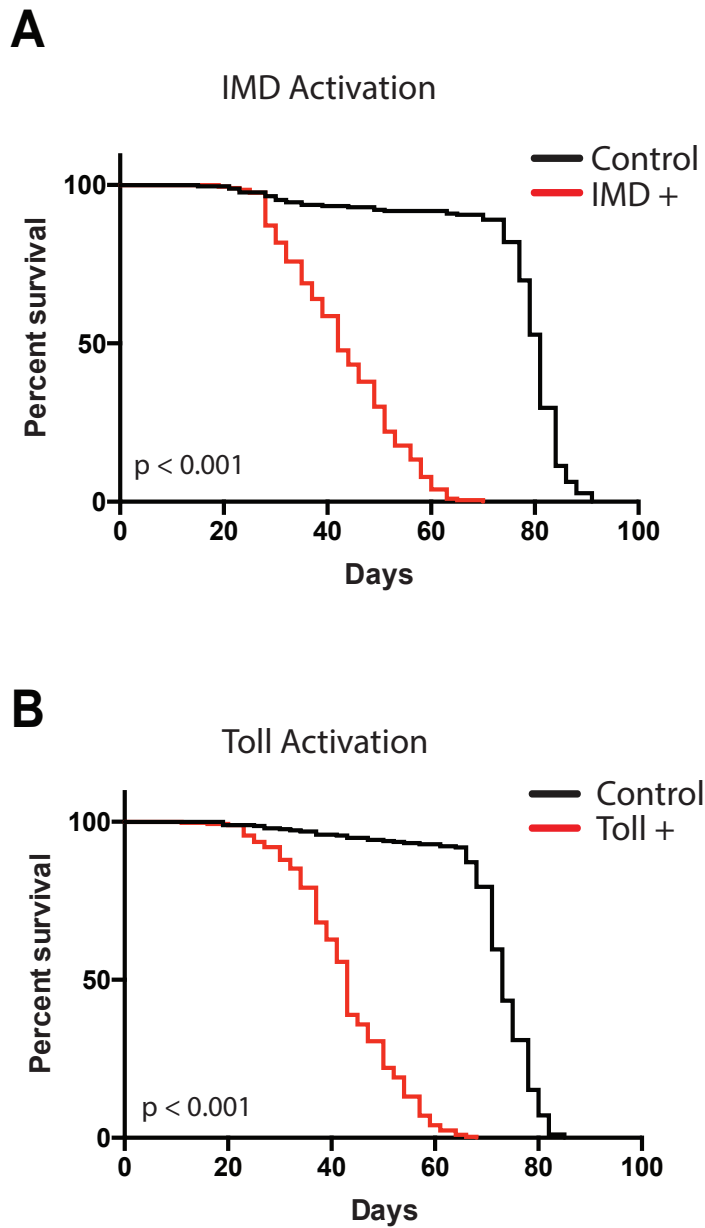 A
IMD Activation
Control
IMD +
100
50
0
Percent survival
p < 0.001
0 20 40 60 80 100
Days
B
Toll Activation
Control
Toll +
100
50
0
Percent survival
p < 0.001
0 20 40 60 80 100
Days